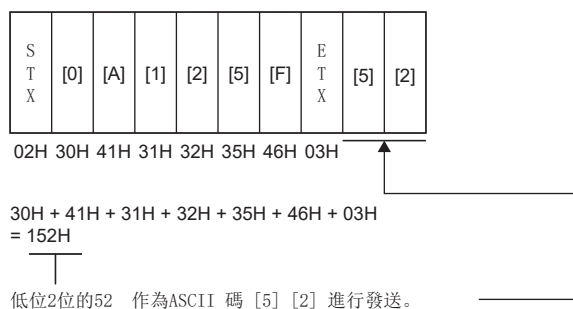 STX [0] [A] [1] [2] [5] [F] ETX [5] [2]
02H 30H 41H 31H 32H 35H 46H 03H
30H + 41H + 31H + 32H + 35H + 46H + 03H
= 152H
低位2位的52 作為ASCII 碼 [5] [2] 進行發送。